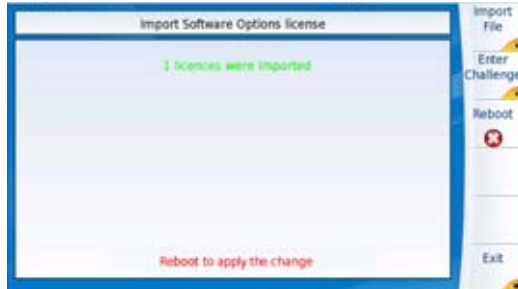 Import Software Options license
1 licences were imported
Reboot to apply the change
Import
File
Enter
Challenge
Reboot
Exit